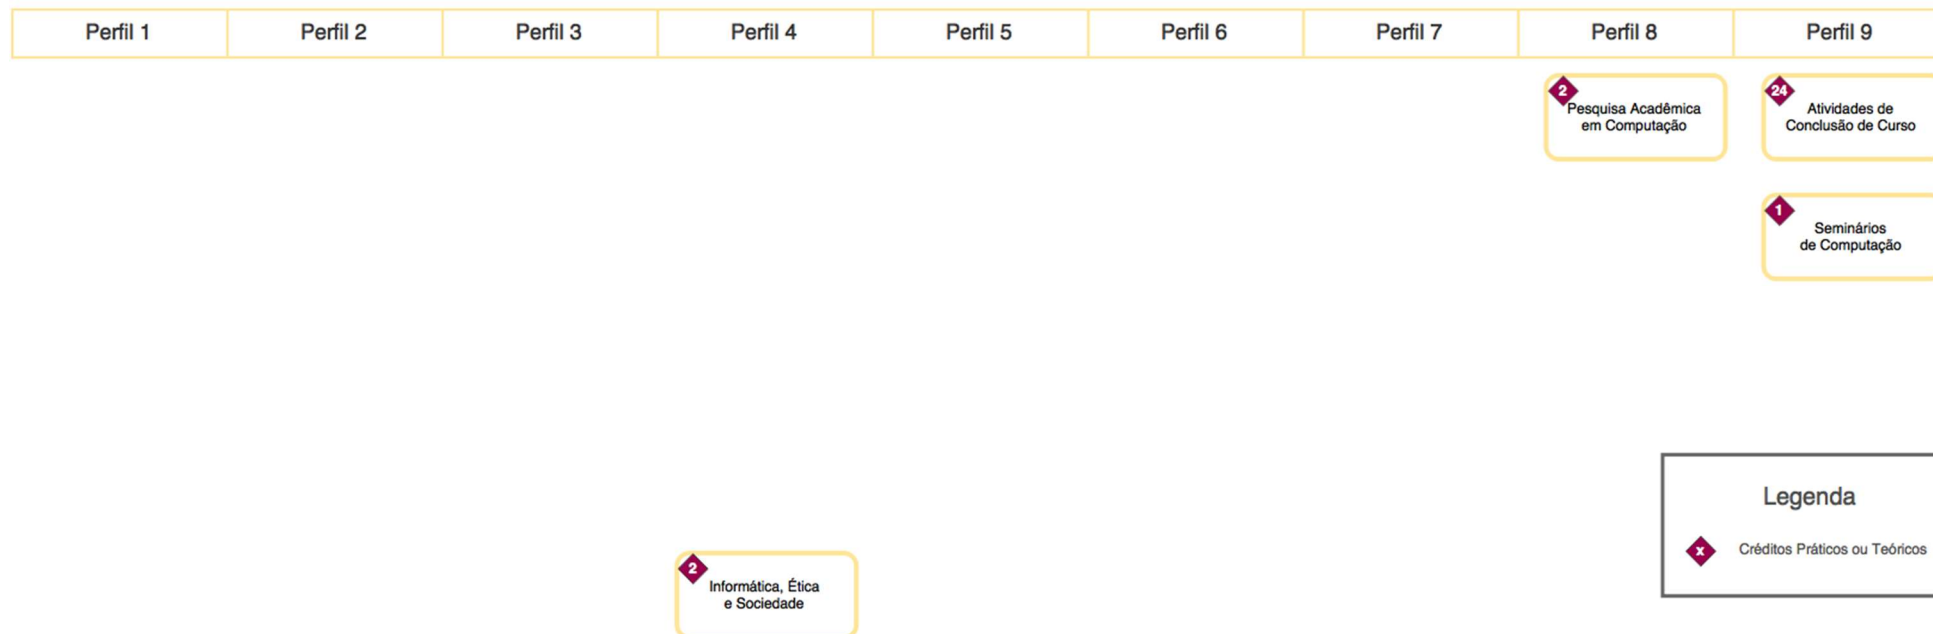 Perfil 1
Perfil 2
Perfil 3
Perfil 4
Perfil 5
Perfil 6
Perfil 7
Perfil 8
Perfil 9
2
Pesquisa Acadêmica
em Computação
24
Atividades de
Conclusão de Curso
1
Seminários
de Computação
Legenda
x
Créditos Práticos ou Teóricos
2
Informática, Ética
e Sociedade